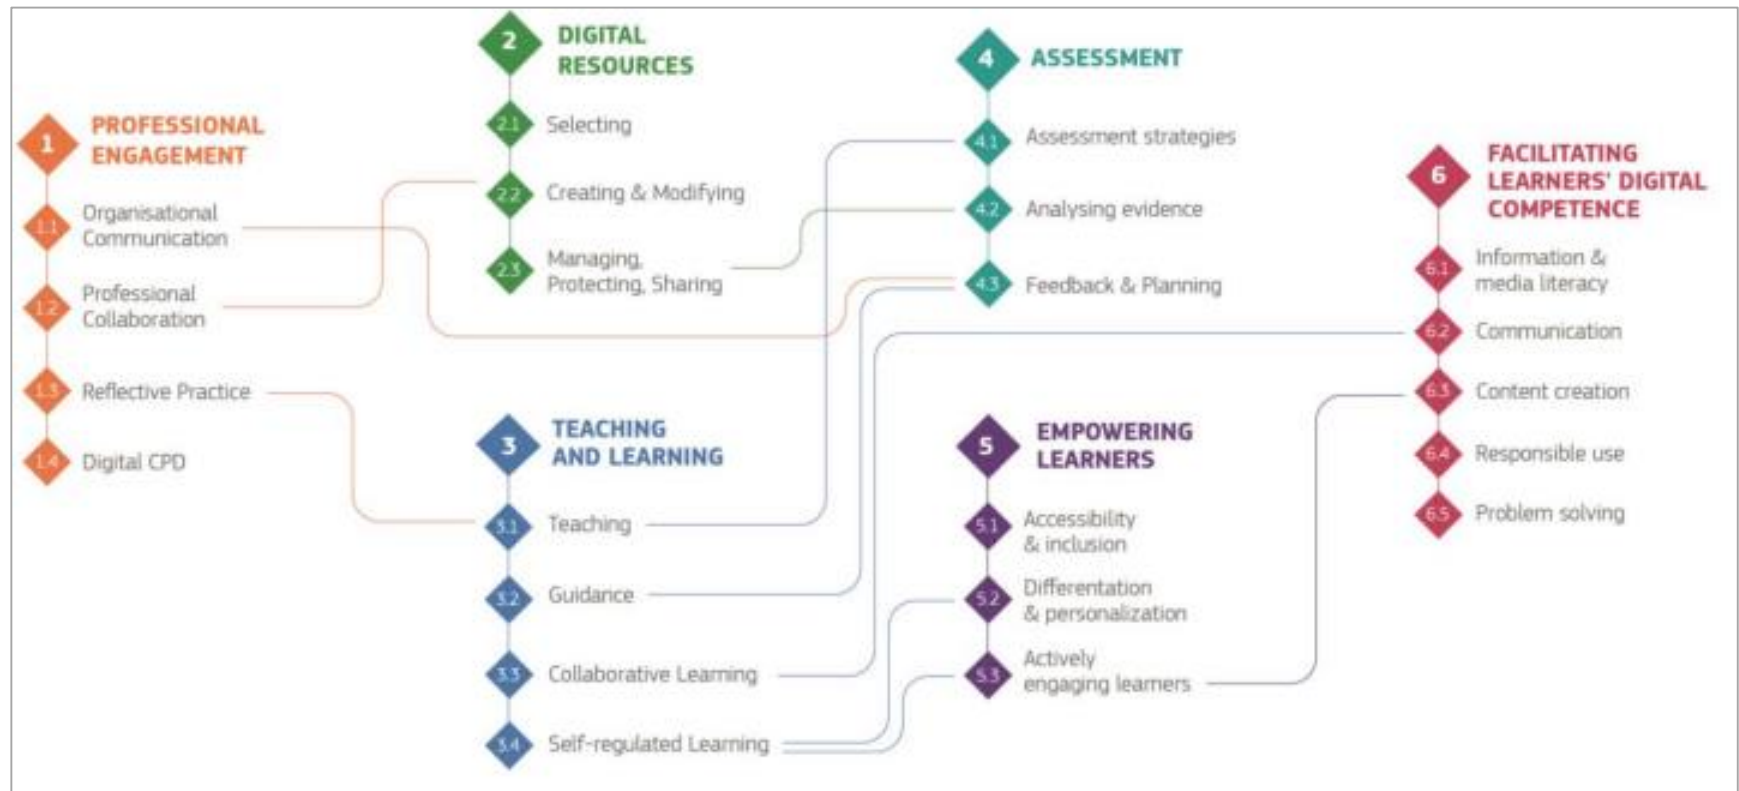 1
PROFESSIONAL
ENGAGEMENT
1.1
Organisational
Communication
1.2
Professional
Collaboration
1.3
Reflective Practice
1.4
Digital CPD
2
DIGITAL
RESOURCES
2.1
Selecting
2.2
Creating & Modifying
2.3
Managing,
Protecting, Sharing
3
TEACHING
AND LEARNING
3.1
Teaching
3.2
Guidance
3.3
Collaborative Learning
3.4
Self-regulated Learning
4
ASSESSMENT
4.1
Assessment strategies
4.2
Analysing evidence
4.3
Feedback & Planning
5
EMPOWERING
LEARNERS
5.1
Accessibility
& inclusion
5.2
Differentation
& personalization
5.3
Actively
engaging learners
6
FACILITATING
LEARNERS' DIGITAL
COMPETENCE
6.1
Information &
media literacy
6.2
Communication
6.3
Content creation
6.4
Responsible use
6.5
Problem solving